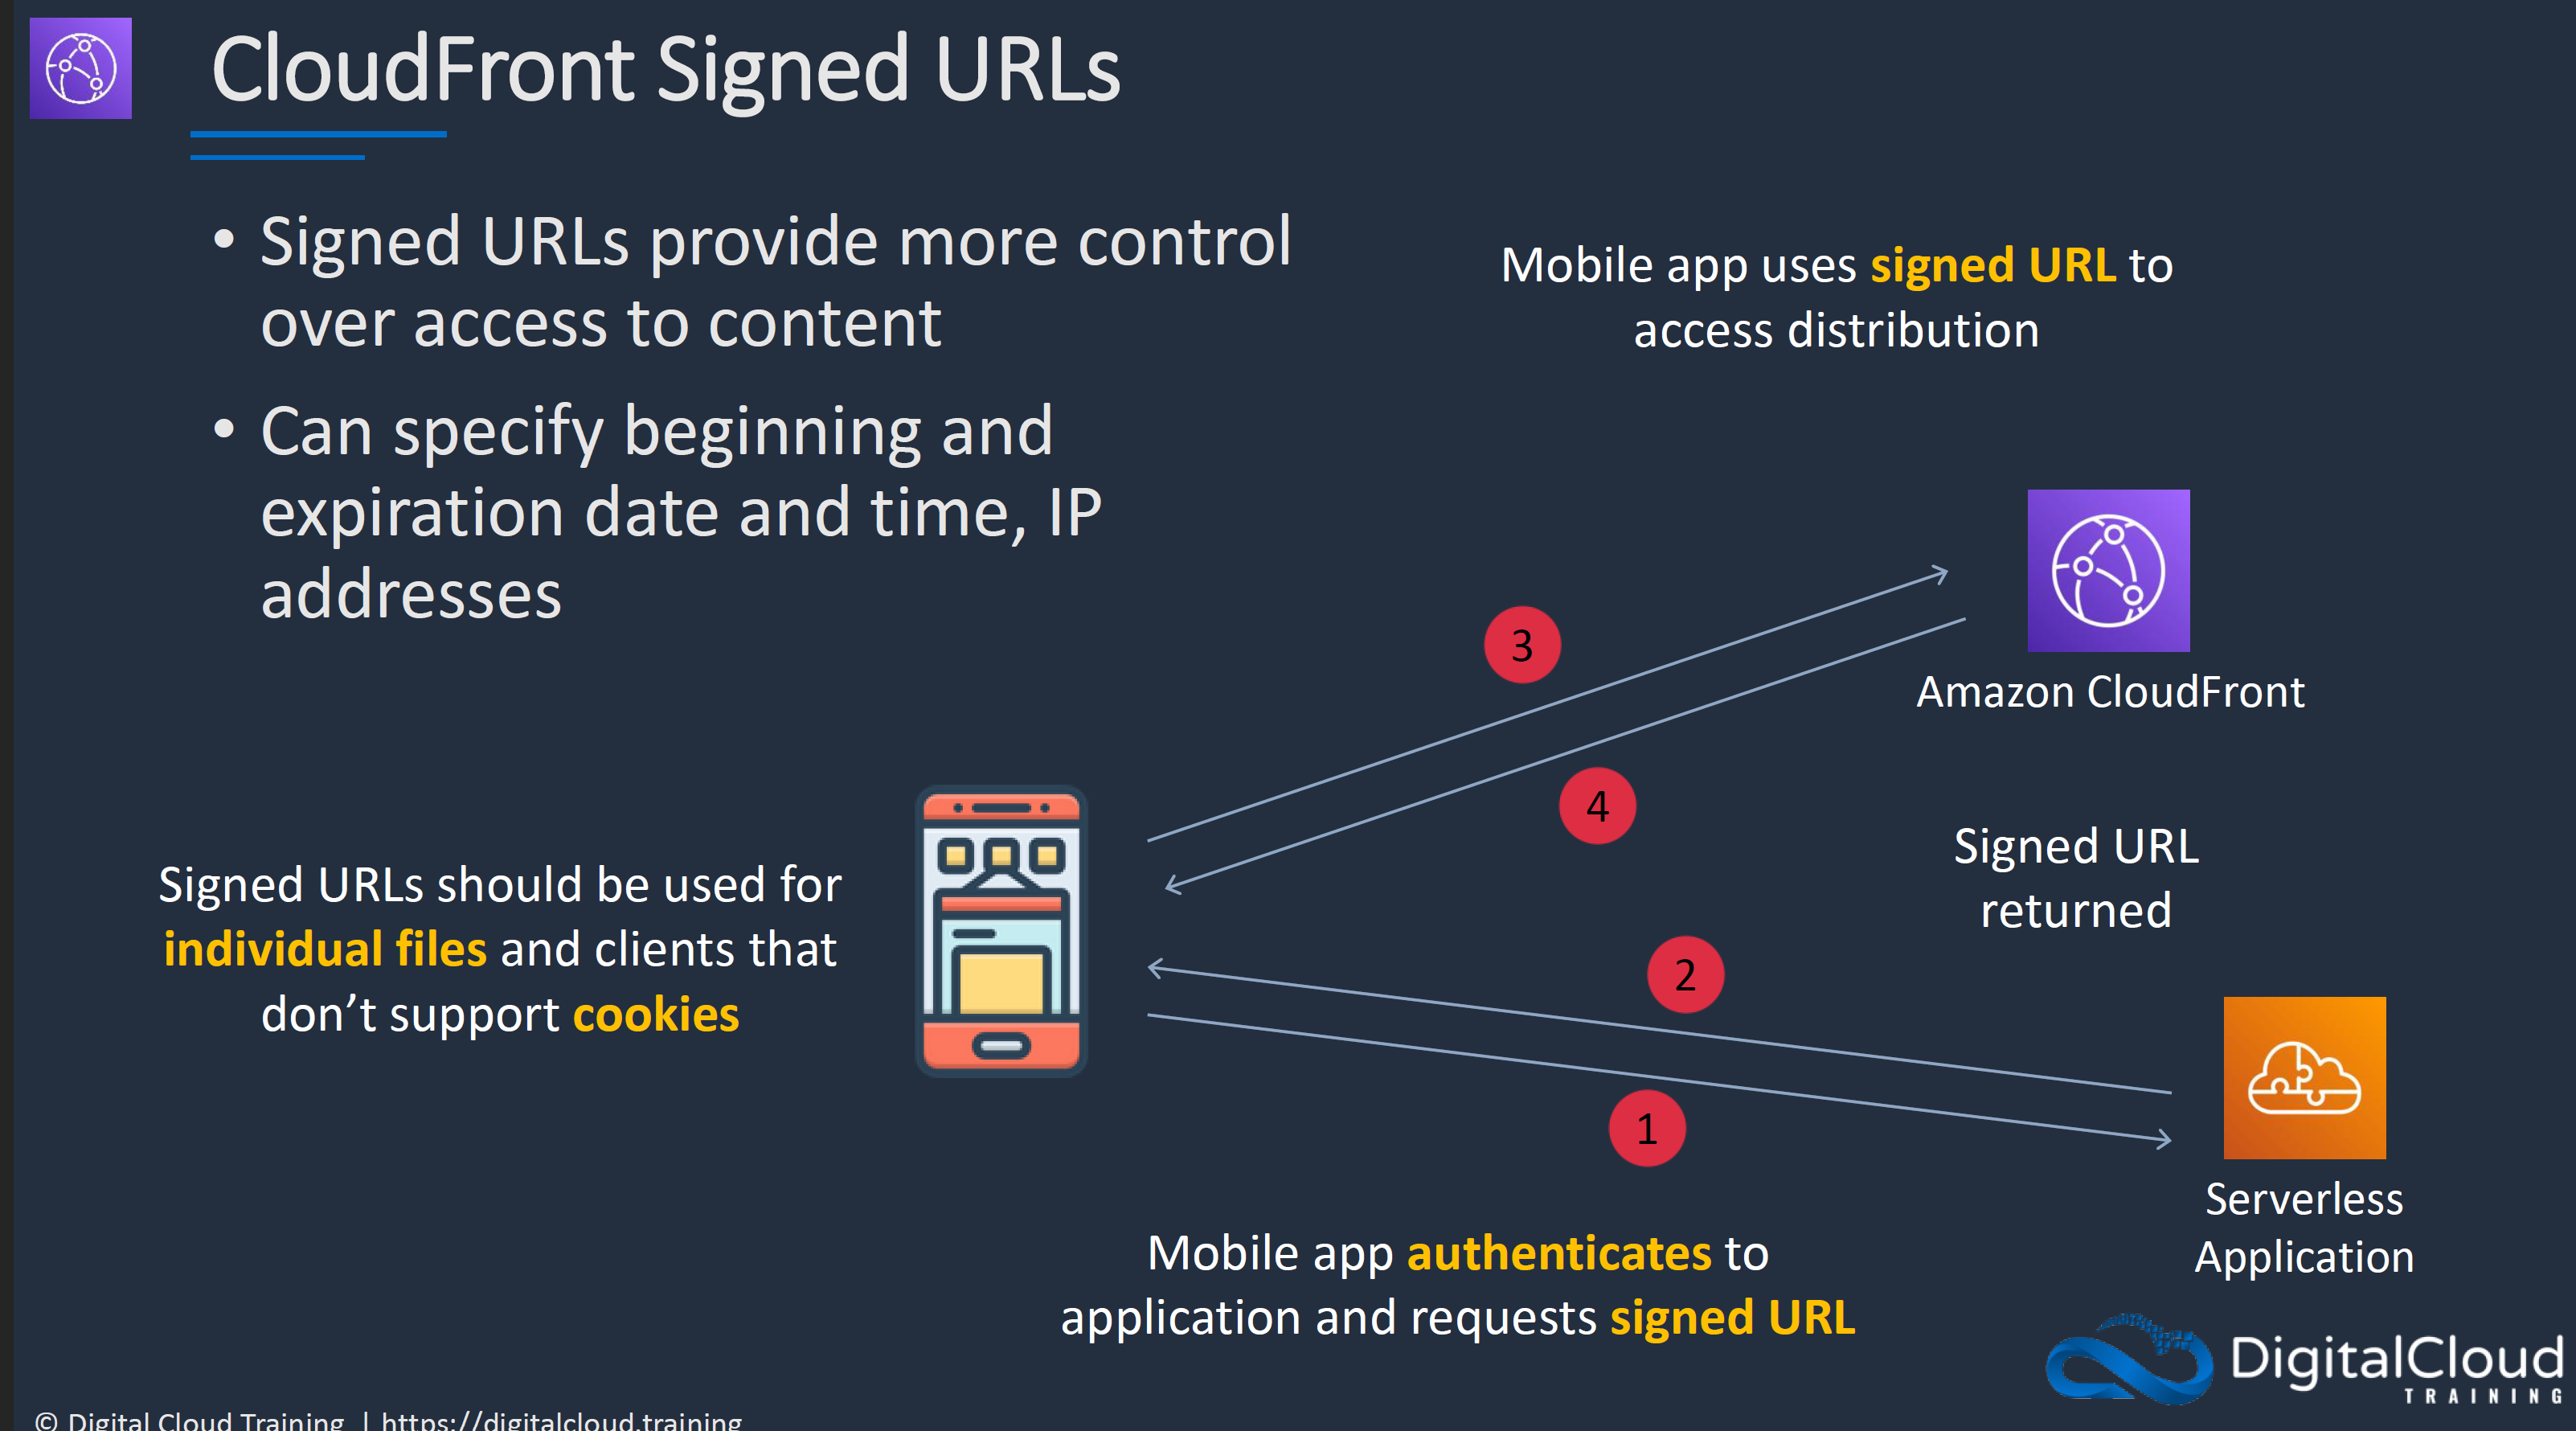 CloudFront Signed URLs
• Signed URLs provide more control
over access to content
• Can specify beginning and
expiration date and time, IP
addresses
Mobile app uses signed URL to
access distribution
3
Amazon CloudFront
4
Signed URL
returned
Signed URLs should be used for
individual files and clients that
don’t support cookies
2
1
Serverless
Application
Mobile app authenticates to
application and requests signed URL
DigitalCloud
TRAINING
© Digital Cloud Training | https://digitalcloud.training